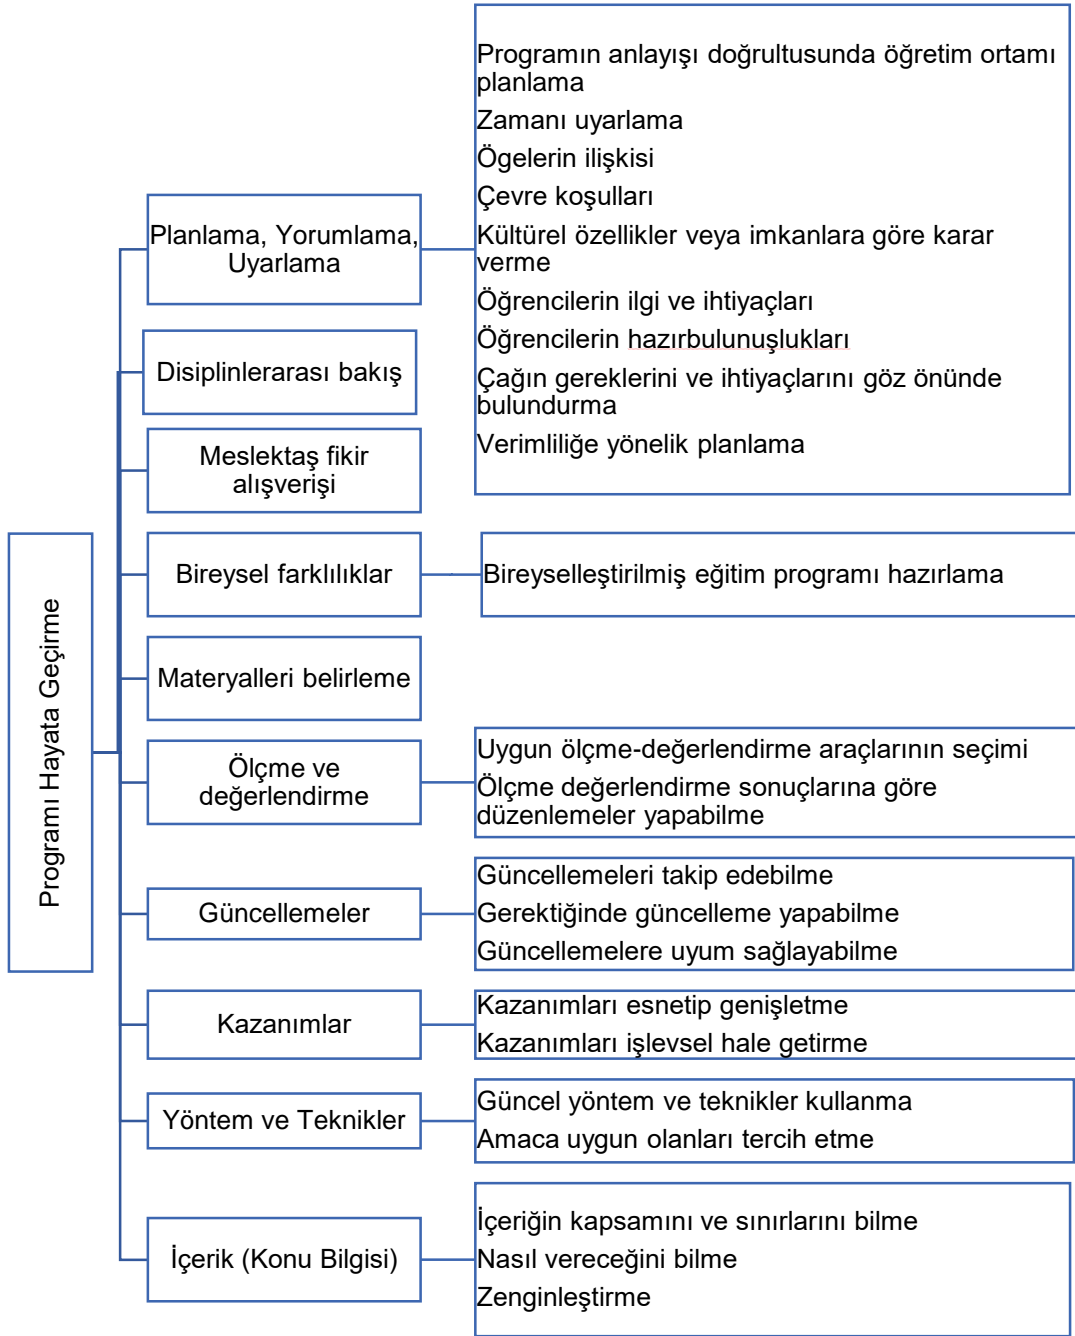 Programı Hayata Geçirme
Planlama, Yorumlama,
Uyarlama
Programın anlayışı doğrultusunda öğretim ortamı
planlama
Zamanı uyarlama
Ögelerin ilişkisi
Çevre koşulları
Kültürel özellikler veya imkanlara göre karar
verme
Öğrencilerin ilgi ve ihtiyaçları
Öğrencilerin hazırbulunuşlukları
Çağın gereklerini ve ihtiyaçlarını göz önünde
bulundurma
Verimliliğe yönelik planlama
Disiplinlerarası bakış
Meslektaş fikir
alışverişi
Bireysel farklılıklar
Bireyselleştirilmiş eğitim programı hazırlama
Materyalleri belirleme
Ölçme ve
değerlendirme
Uygun ölçme-değerlendirme araçlarının seçimi
Ölçme değerlendirme sonuçlarına göre
düzenlemeler yapabilme
Güncellemeler
Güncellemeleri takip edebilme
Gerektiğinde güncelleme yapabilme
Güncellemelere uyum sağlayabilme
Kazanımlar
Kazanımları esnetip genişletme
Kazanımları işlevsel hale getirme
Yöntem ve Teknikler
Güncel yöntem ve teknikler kullanma
Amaca uygun olanları tercih etme
İçerik (Konu Bilgisi)
İçeriğin kapsamını ve sınırlarını bilme
Nasıl vereceğini bilme
Zenginleştirme